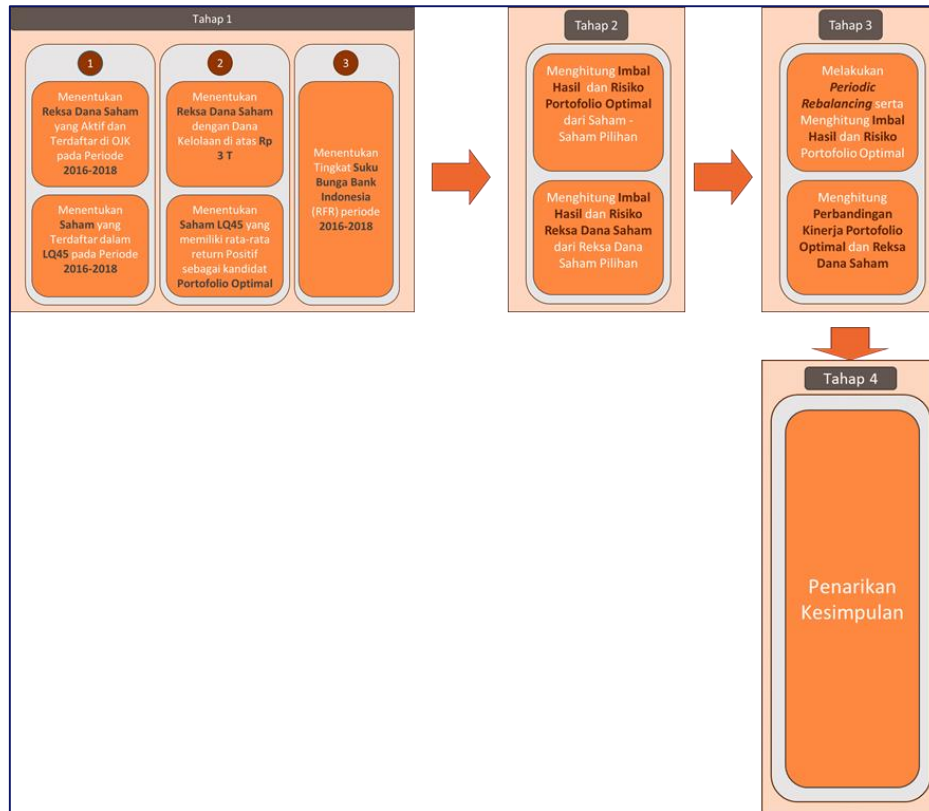 Tahap 1
1
Menentukan
Reksa Dana Saham
yang Aktif dan
Terdaftar di OJK
pada Periode
2016-2018
Menentukan
Saham yang
Terdaftar dalam
LQ45 pada Periode
2016-2018
2
Menentukan
Reksa Dana Saham
dengan Dana
Kelolaan di atas Rp
3 T
Menentukan
Saham LQ45 yang
memiliki rata-rata
return Positif
sebagai kandidat
Portofolio Optimal
3
Menentukan
Tingkat Suku
Bunga Bank
Indonesia
(RFR) periode
2016-2018
Tahap 2
Menghitung Imbal
Hasil dan Risiko
Portofolio Optimal
dari Saham -
Saham Pilihan
Menghitung Imbal
Hasil dan Risiko
Reksa Dana Saham
dari Reksa Dana
Saham Pilihan
Tahap 3
Melakukan
Periodic
Rebalancing serta
Menghitung Imbal
Hasil dan Risiko
Portofolio Optimal
Menghitung
Perbandingan
Kinerja Portofolio
Optimal dan Reksa
Dana Saham
Tahap 4
Penarikan
Kesimpulan